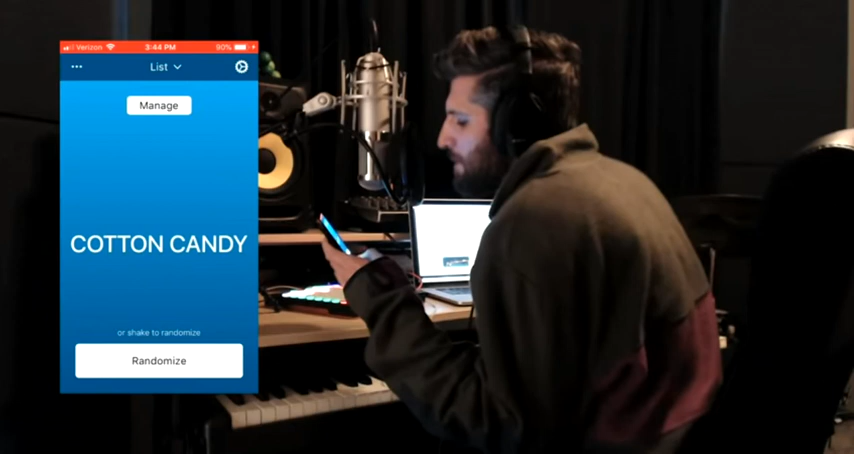 Verizon 3:44 PM 90%
List
Manage
COTTON CANDY
or shake to randomize
Randomize